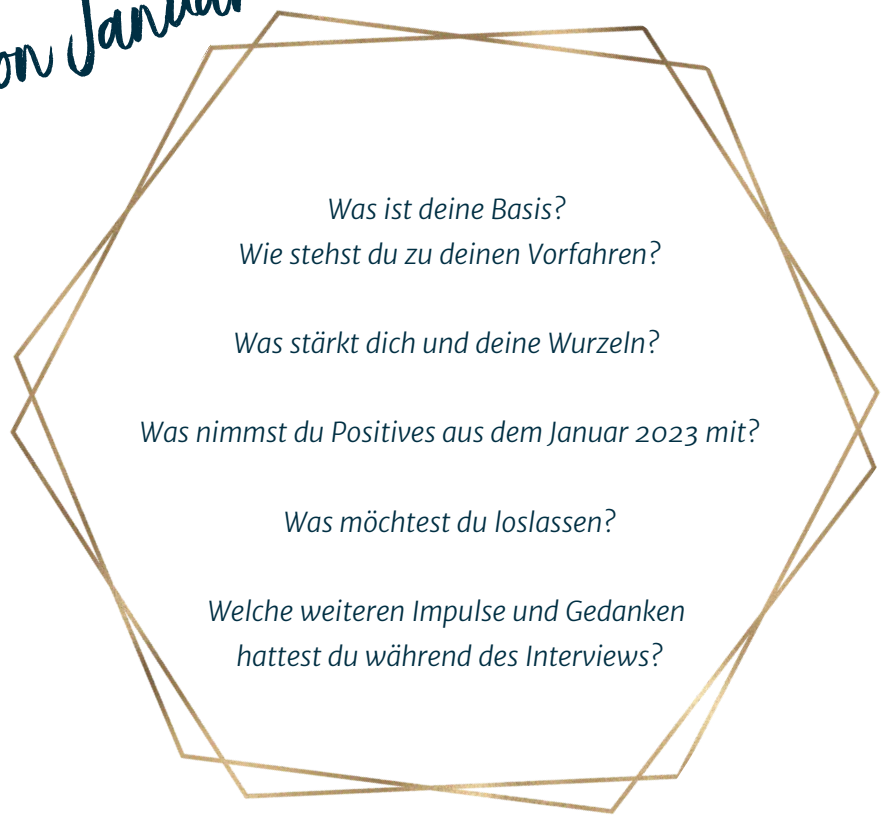 on Januar
Was ist deine Basis?
Wie stehst du zu deinen Vorfahren?
Was stärkt dich und deine Wurzeln?
Was nimmst du Positives aus dem Januar 2023 mit?
Was möchtest du loslassen?
Welche weiteren Impulse und Gedanken
hattest du während des Interviews?